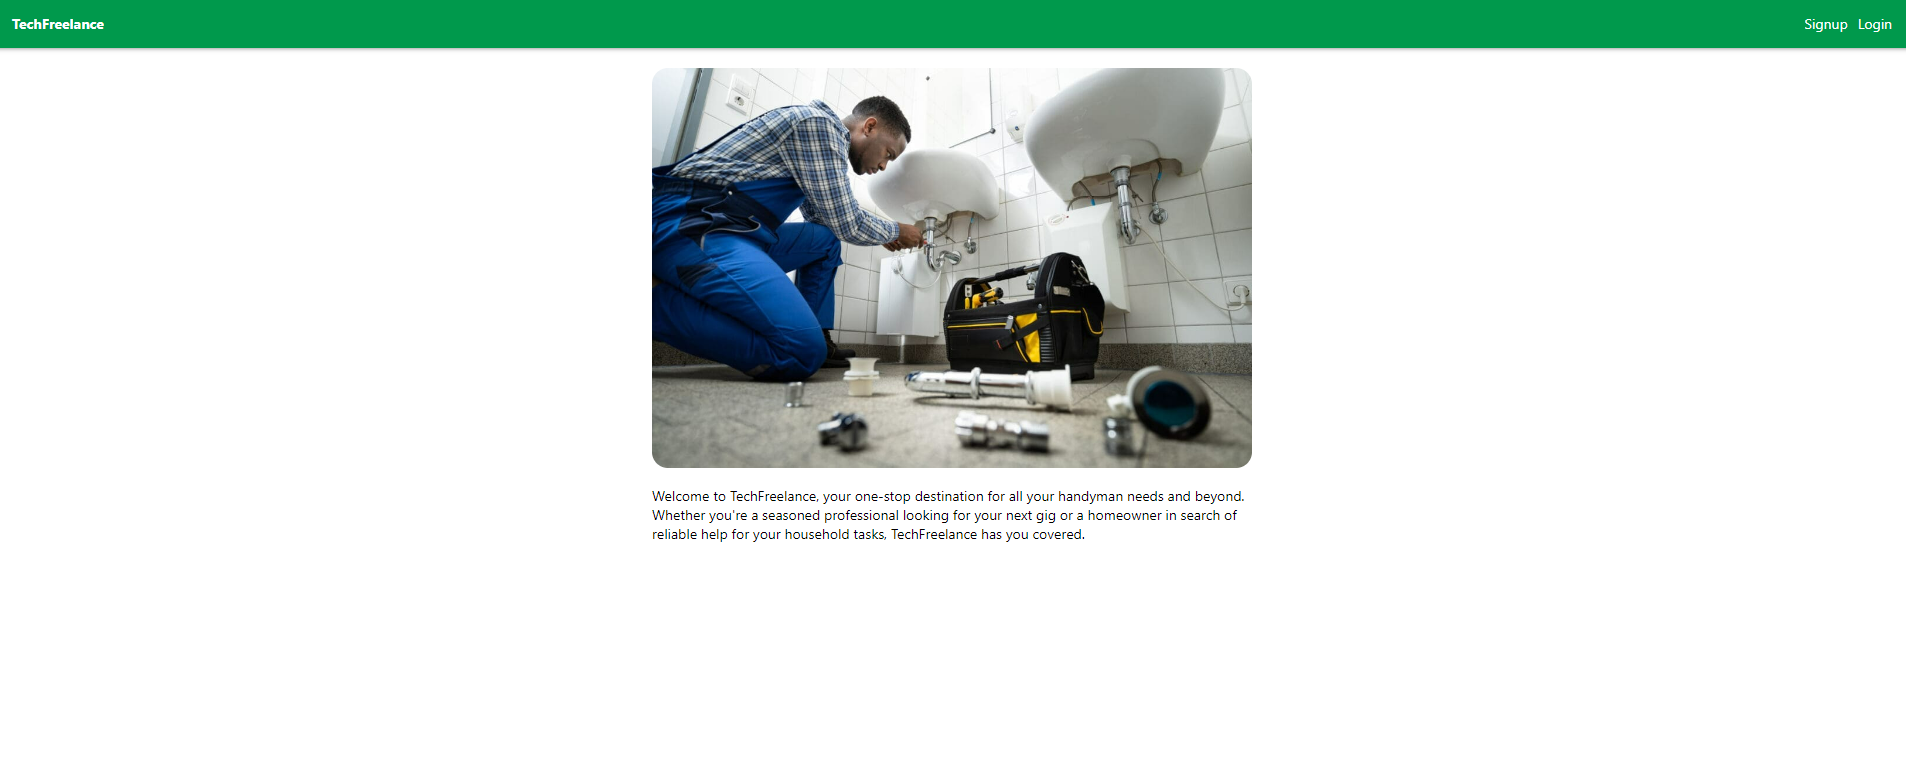 TechFreelance
Signup Login
Welcome to TechFreelance, your one-stop destination for all your handyman needs and beyond.
Whether you're a seasoned professional looking for your next gig or a homeowner in search of
reliable help for your household tasks, TechFreelance has you covered.